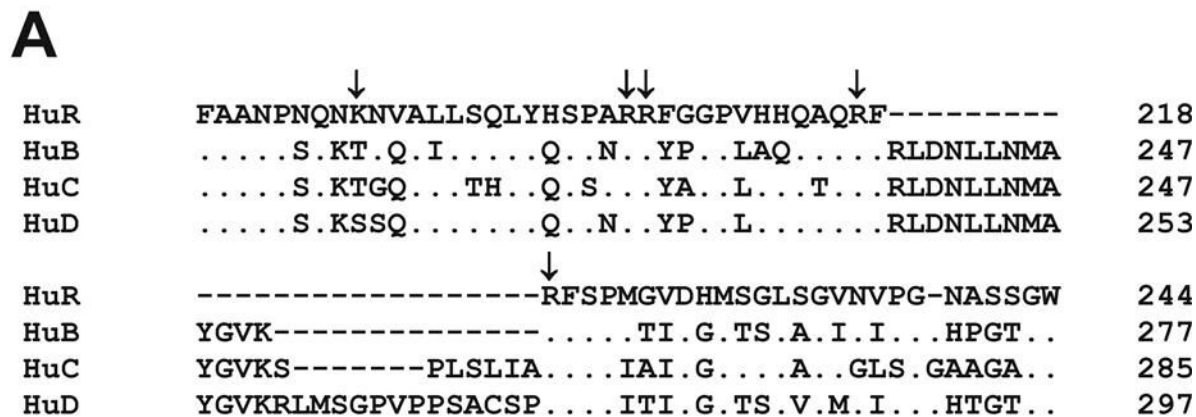 A
↓ ↓↓ ↓
HuR FAANPNQNKNVALLSQLYHSPARRFGGPVHHQAQRF--------- 218
HuB .....S.KT.Q.I.....Q..N..YP..LAQ.....RLDNLLNMA 247
HuC .....S.KTGQ...TH..Q.S...YA..L...T...RLDNLLNMA 247
HuD .....S.KSSQ.......Q..N..YP..L.......RLDNLLNMA 253
↓
HuR ------------------RFSPMGVDHMSGLSGVNVPG-NASSGW 244
HuB YGVK--------------.....TI.G.TS.A.I.I...HPGT.. 277
HuC YGVKS-------PLSLIA....IAI.G....A..GLS.GAAGA.. 285
HuD YGVKRLMSGPVPPSACSP....ITI.G.TS.V.M.I...HTGT.. 297